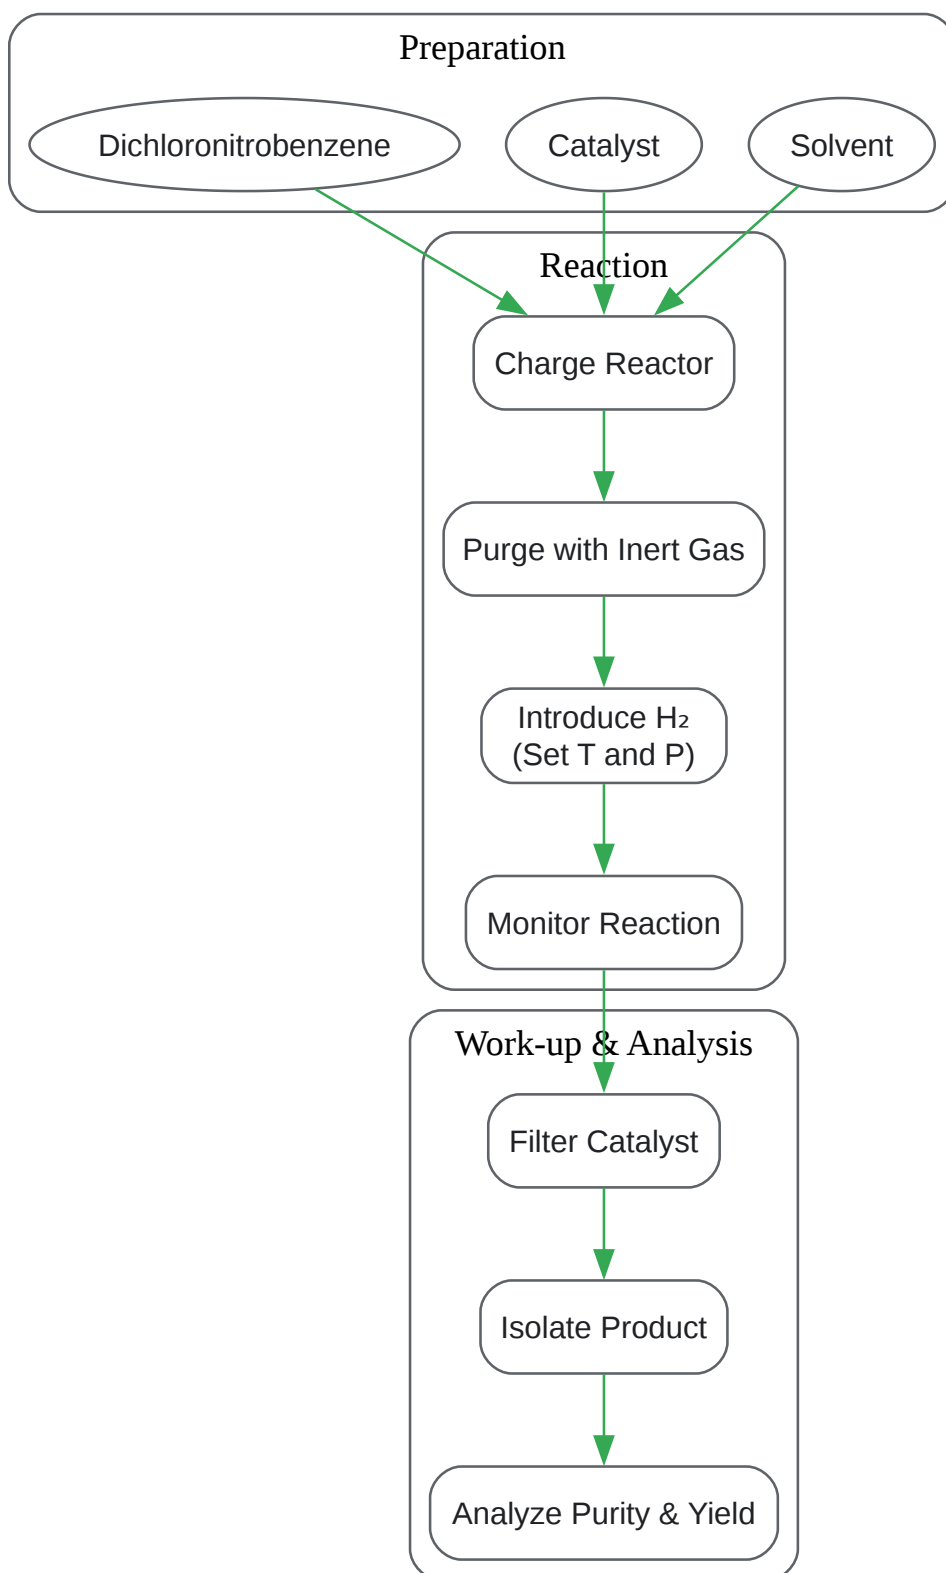 Preparation
Dichloronitrobenzene
Catalyst
Solvent
Reaction
Charge Reactor
Purge with Inert Gas
Introduce H₂
(Set T and P)
Monitor Reaction
Work-up & Analysis
Filter Catalyst
Isolate Product
Analyze Purity & Yield